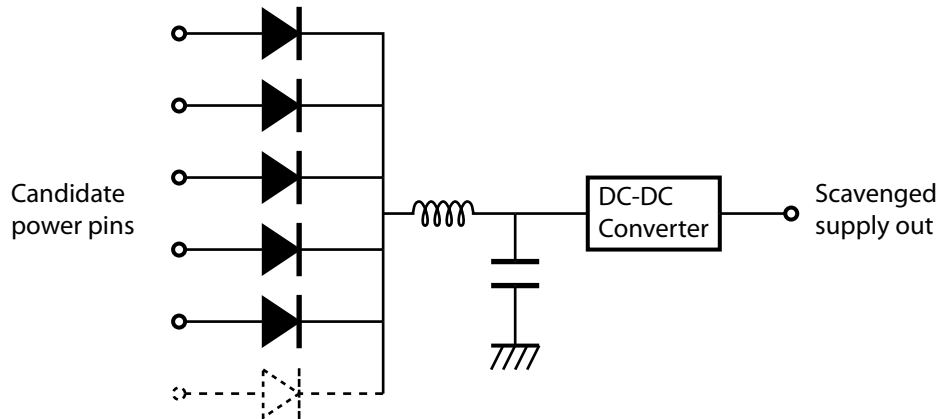 Candidate
power pins
DC-DC
Converter
Scavenged
supply out